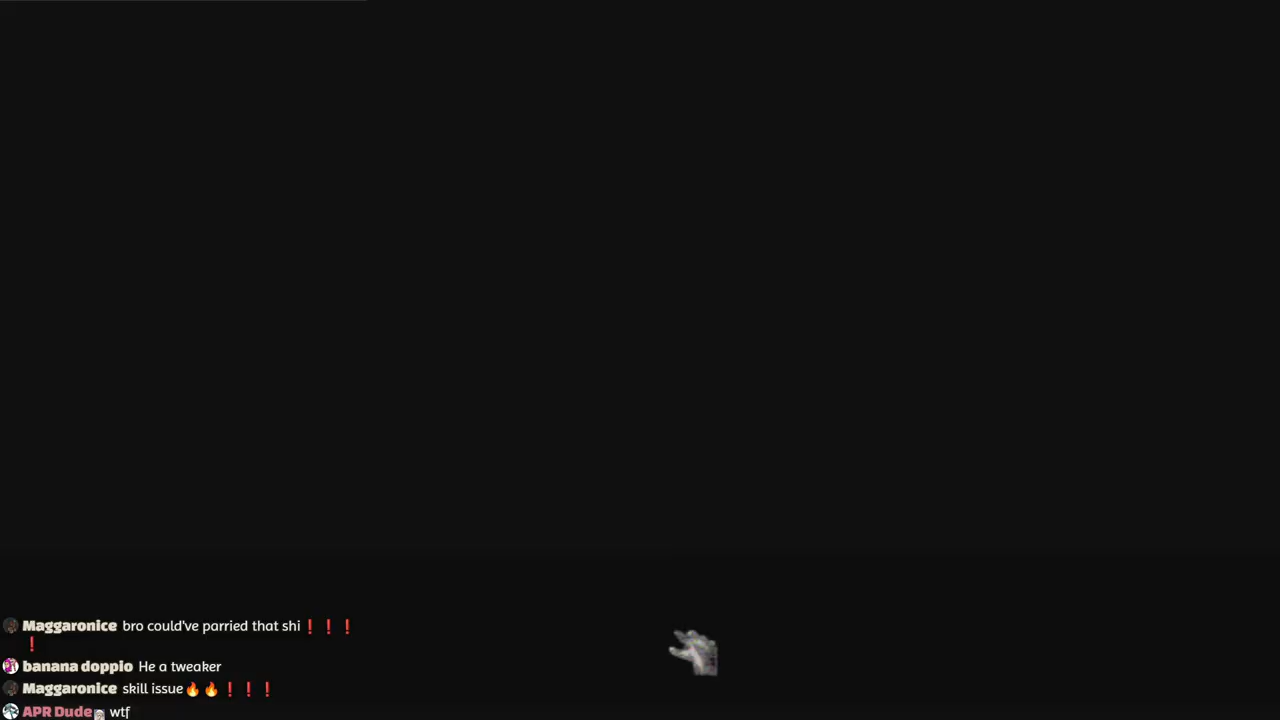 Maggaronice bro could've parried that shi❗❗❗
❗
banana doppio He a tweaker
Maggaronice skill issue🔥🔥❗❗❗
APR Dude wtf